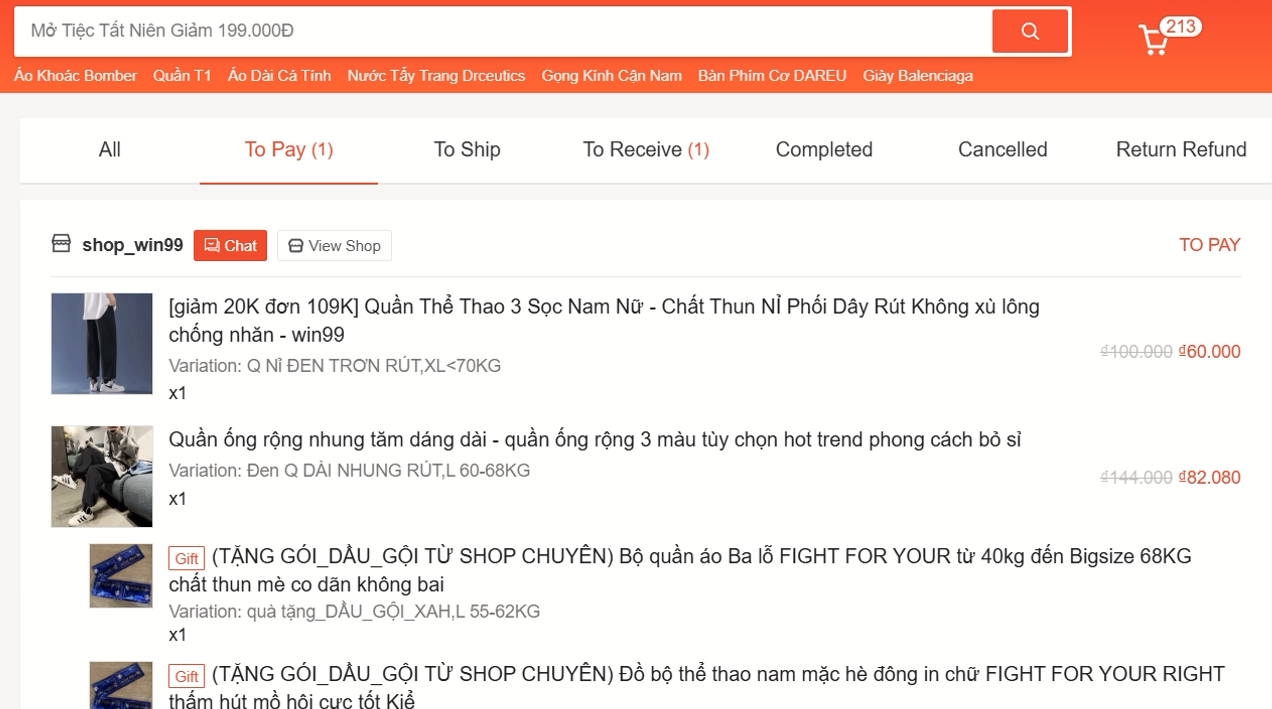 Mở Tiệc Tất Niên Giảm 199.000Đ
213
Áo Khoác Bomber Quần T1 Áo Dài Cá Tính Nước Tẩy Trang Drceutics Gọng Kính Cận Nam Bàn Phím Cơ DAREU Giày Balenciaga
All To Pay (1) To Ship To Receive (1) Completed Cancelled Return Refund
shop_win99 Chat View Shop TO PAY
[giảm 20K đơn 109K] Quần Thể Thao 3 Sọc Nam Nữ - Chất Thun NỈ Phối Dây Rút Không xù lông
chống nhăn - win99
Variation: Q Nỉ ĐEN TRƠN RÚT,XL<70KG
x1
₫100.000 ₫60.000
Quần ống rộng nhung tăm dáng dài - quần ống rộng 3 màu tùy chọn hot trend phong cách bỏ sỉ
Variation: Đen Q DÀI NHUNG RÚT,L 60-68KG
x1
₫144.000 ₫82.080
Gift (TẶNG GÓI_DẦU_GỘI TỪ SHOP CHUYÊN) Bộ quần áo Ba lỗ FIGHT FOR YOUR từ 40kg đến Bigsize 68KG
chất thun mè co dãn không bai
Variation: quà tặng_DẦU_GỘI_XAH,L 55-62KG
x1
Gift (TẶNG GÓI_DẦU_GỘI TỪ SHOP CHUYÊN) Đồ bộ thể thao nam mặc hè đông in chữ FIGHT FOR YOUR RIGHT
thấm hút mồ hôi cực tốt Kiể